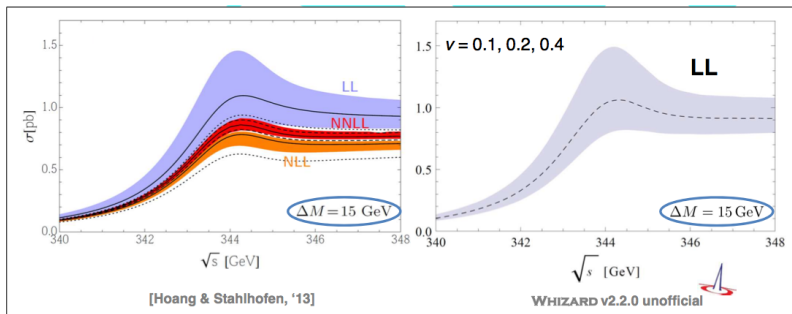 σ[pb]
1.5
1.0
0.5
0.0
LL
NNLL
NLL
ΔM = 15 GeV
340
342
344
346
348
√s [GeV]
[Hoang & Stahlhofen, ‘13]
1.5
1.0
0.5
0.0
ν = 0.1, 0.2, 0.4
LL
ΔM = 15 GeV
340
342
344
346
348
√s [GeV]
WHIZARD v2.2.0 unofficial